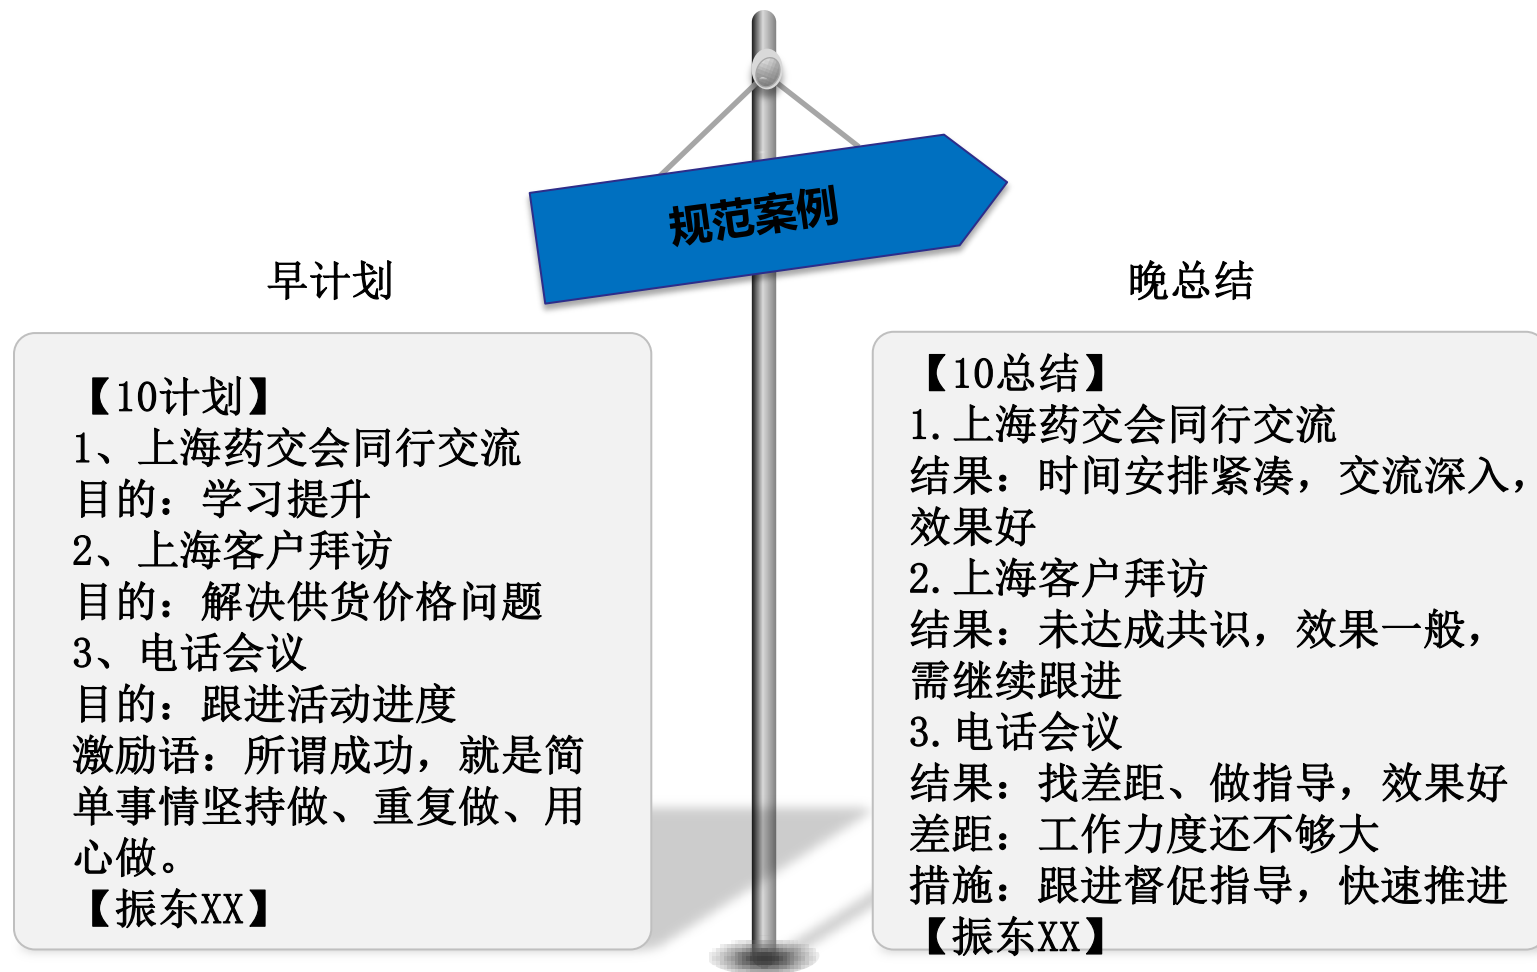 规范案例
早计划
【10计划】
1、上海药交会同行交流
目的：学习提升
2、上海客户拜访
目的：解决供货价格问题
3、电话会议
目的：跟进活动进度
激励语：所谓成功，就是简
单事情坚持做、重复做、用
心做。
【振东XX】
晚总结
【10总结】
1.上海药交会同行交流
结果：时间安排紧凑，交流深入，
效果好
2.上海客户拜访
结果：未达成共识，效果一般，
需继续跟进
3.电话会议
结果：找差距、做指导，效果好
差距：工作力度还不够大
措施：跟进督促指导，快速推进
【振东XX】